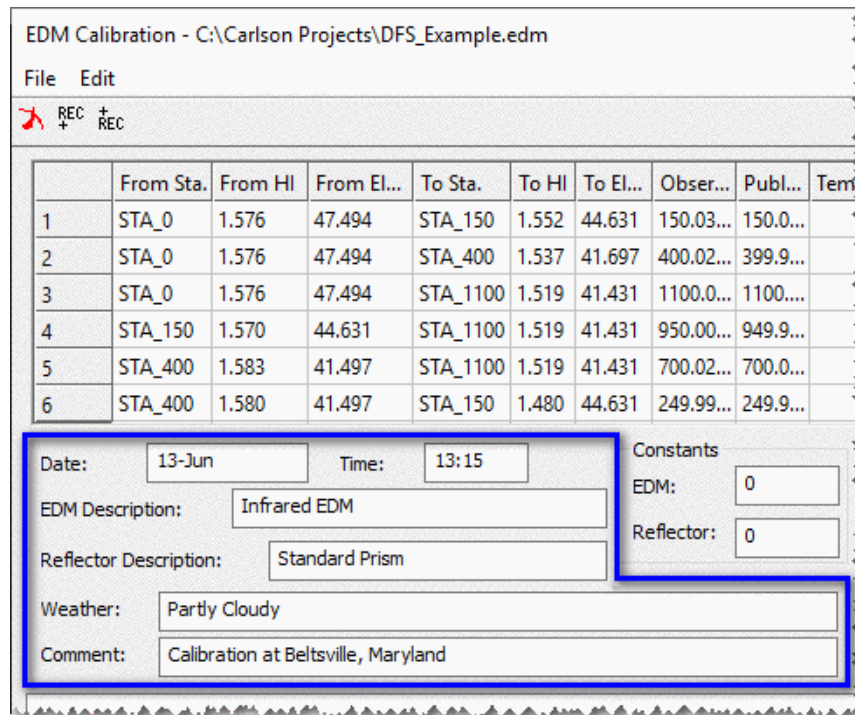 EDM Calibration - C:\Carlson Projects\DFS_Example.edm
File Edit
REC + + REC
From Sta. From HI From El... To Sta. To HI To El... Obser... Publ... Tem
1 STA_0 1.576 47.494 STA_150 1.552 44.631 150.03... 150.0...
2 STA_0 1.576 47.494 STA_400 1.537 41.697 400.02... 399.9...
3 STA_0 1.576 47.494 STA_1100 1.519 41.431 1100.0... 1100....
4 STA_150 1.570 44.631 STA_1100 1.519 41.431 950.00... 949.9...
5 STA_400 1.583 41.497 STA_1100 1.519 41.431 700.02... 700.0...
6 STA_400 1.580 41.497 STA_150 1.480 44.631 249.99... 249.9...
Date: 13-Jun Time: 13:15 Constants
EDM: 0
EDM Description: Infrared EDM
Reflector: 0
Reflector Description: Standard Prism
Weather: Partly Cloudy
Comment: Calibration at Beltsville, Maryland